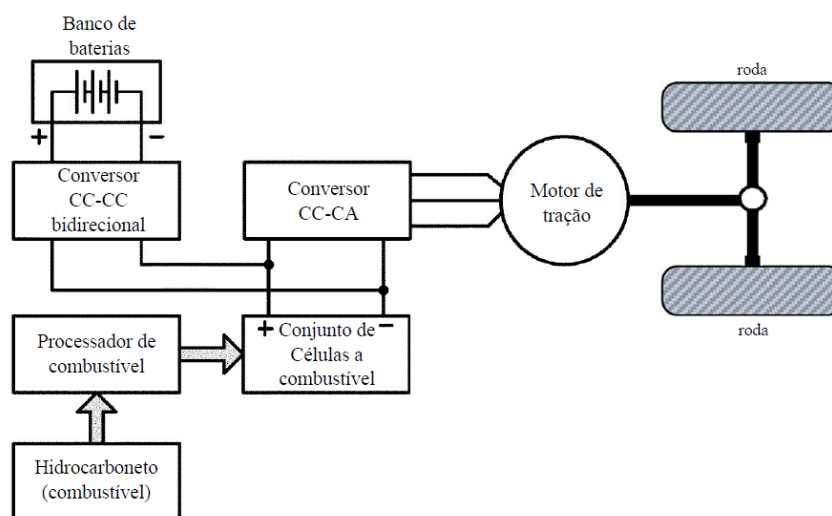 Banco de
baterias
+ −
Conversor
CC-CC
bidirecional
Conversor
CC-CA
Motor de
tração
roda
roda
+ Conjunto de −
Células a
combustível
Processador de
combustível
Hidrocarboneto
(combustível)